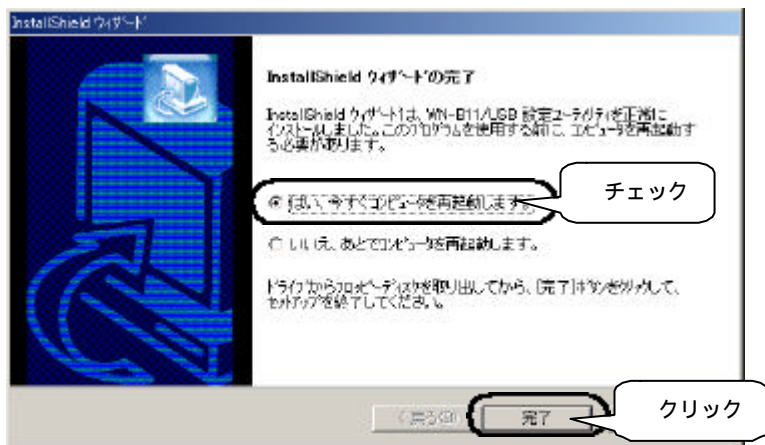 InstallShield ウィザード
InstallShield ウィザードの完了
InstallShield ウィザードは、WN-B11/USB 設定ユーティリティを正常に
インストールしました。このプログラムを使用する前に、コンピュータを再起動す
る必要があります。
はい、今すぐコンピュータを再起動します。
チェック
いいえ、あとでコンピュータを再起動します。
ドライブからフロッピーディスクを取り出してから、[完了]ボタンをクリックして、
セットアップを終了してください。
< 戻る(B)
完了
クリック